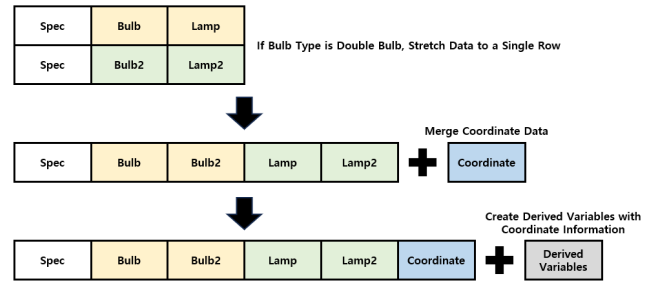 Spec Bulb Lamp
If Bulb Type is Double Bulb, Stretch Data to a Single Row
Spec Bulb2 Lamp2
Merge Coordinate Data
Spec Bulb Bulb2 Lamp Lamp2 Coordinate
Create Derived Variables with
Coordinate Information
Spec Bulb Bulb2 Lamp Lamp2 Coordinate Derived
Variables